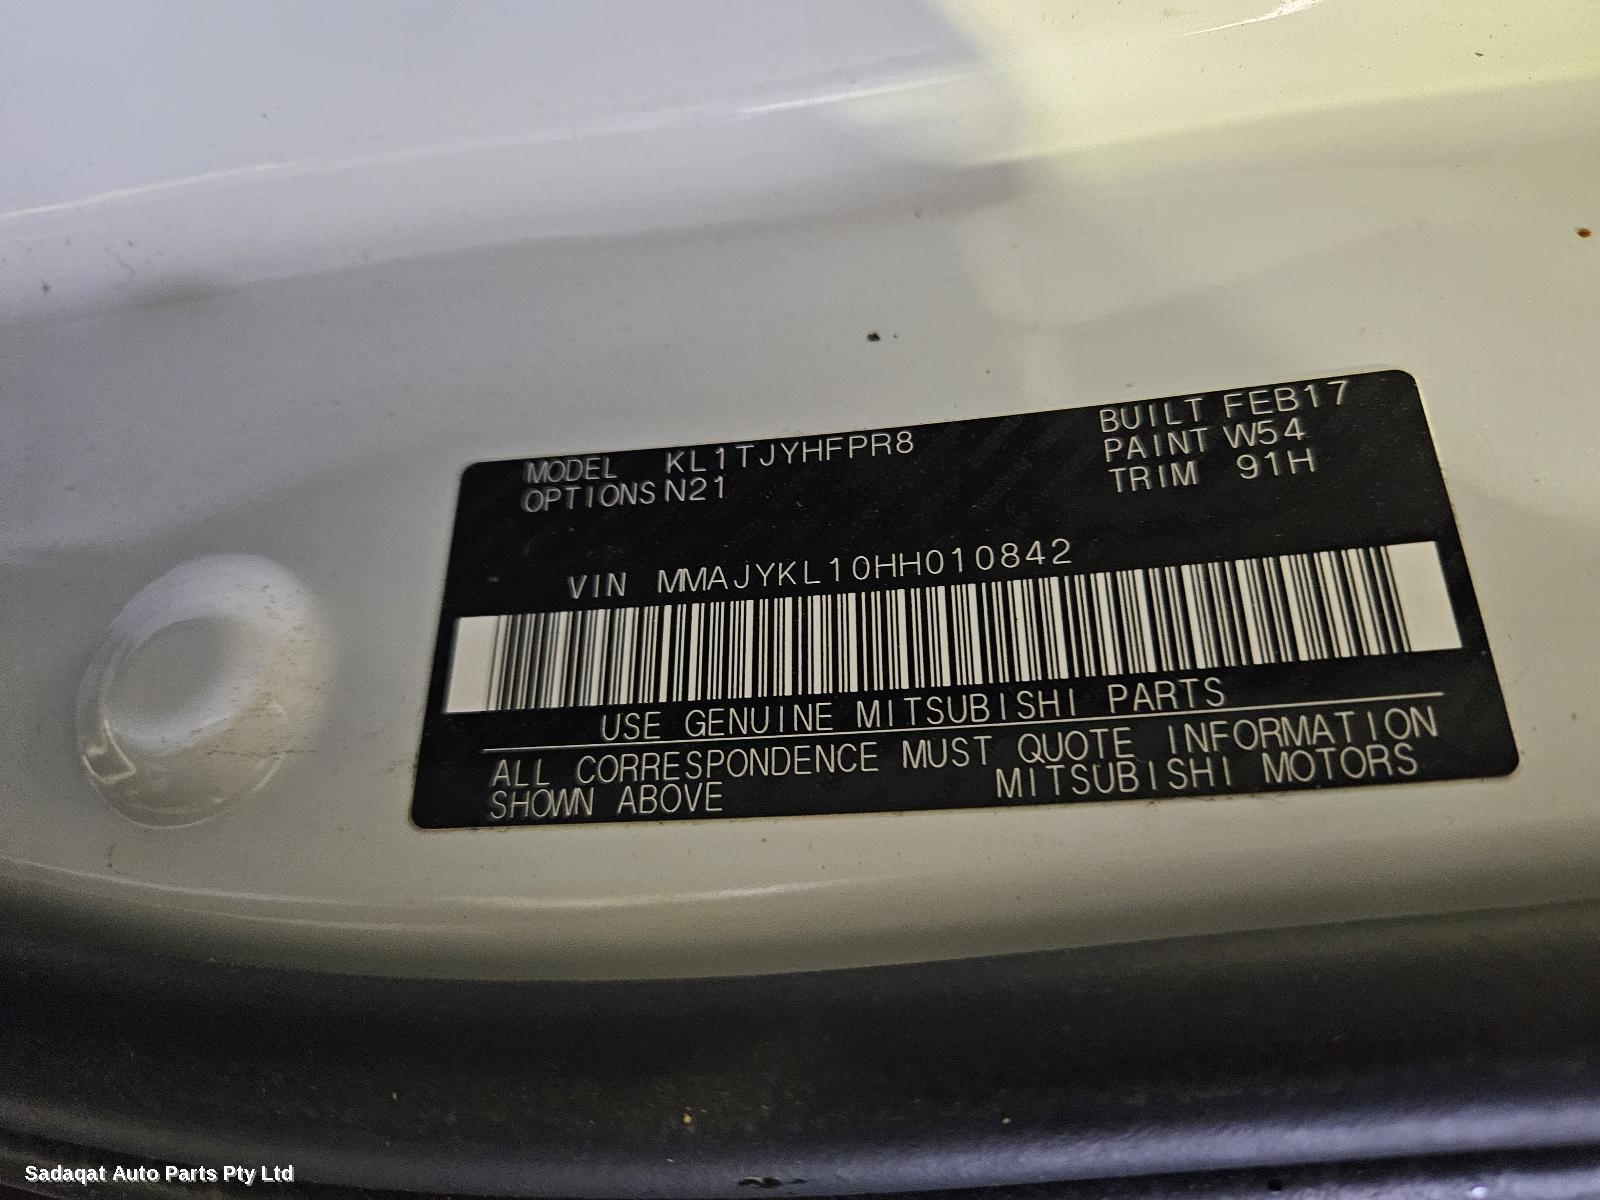 MODEL KL1TJYHFPR8
OPTIONS N21
BUILT FEB17
PAINT W54
TRIM 91H
VIN MMAJYKL10HH010842
USE GENUINE MITSUBISHI PARTS
ALL CORRESPONDENCE MUST QUOTE INFORMATION
SHOWN ABOVE MITSUBISHI MOTORS
Sadaqat Auto Parts Pty Ltd